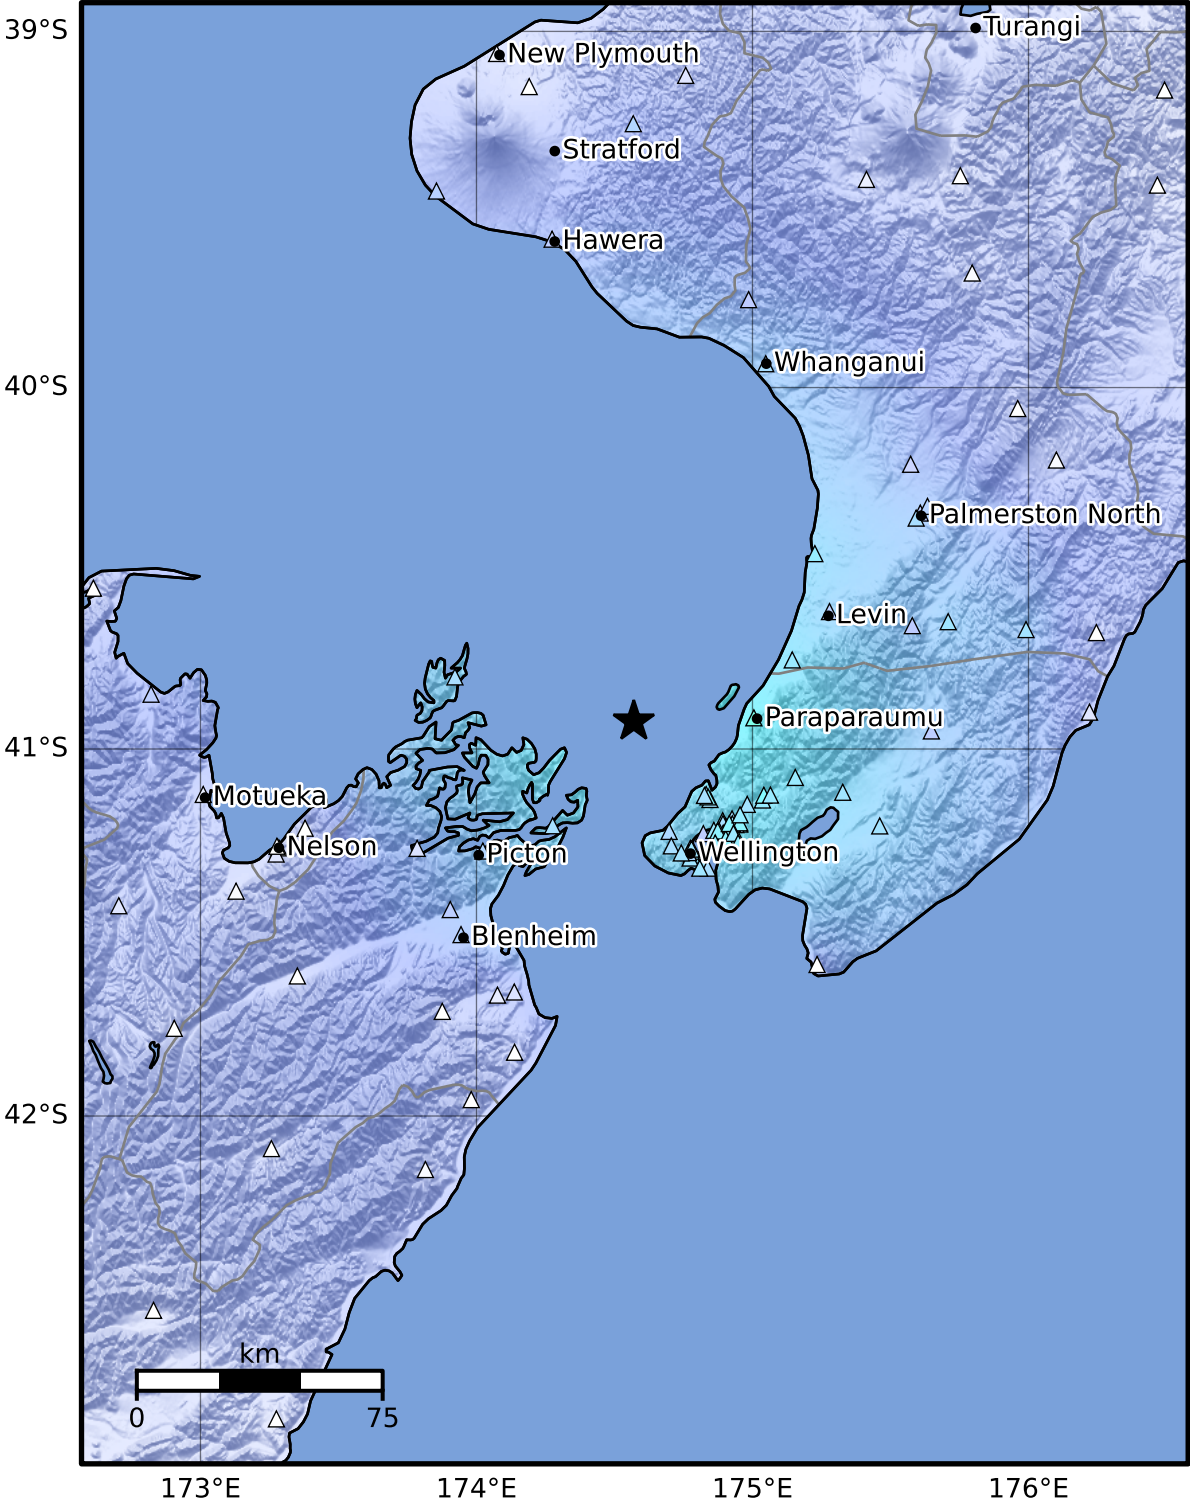 39°S
Turangi
New Plymouth
Stratford
Hawera
Whanganui
40°S
Palmerston North
Levin
Paraparaumu
41°S
Motueka
Nelson
Picton
Wellington
Blenheim
42°S
km
0 75
173°E 174°E 175°E 176°E